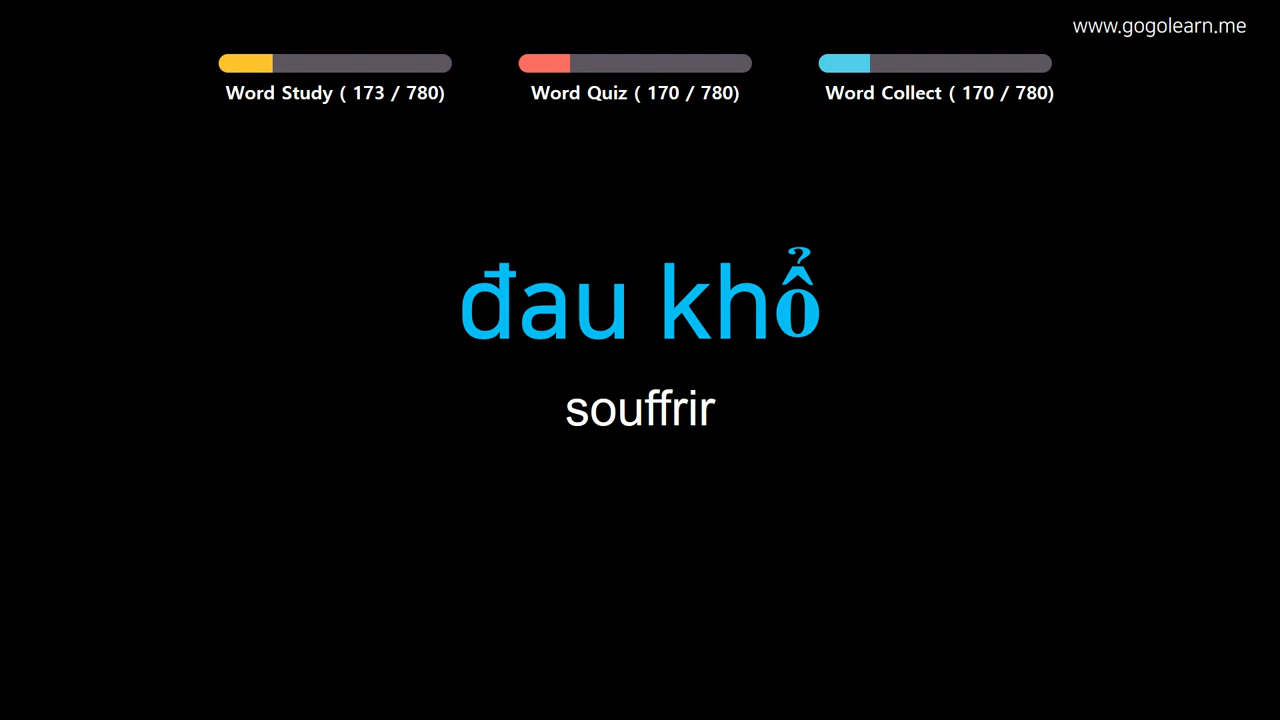 www.gogolearn.me
Word Study ( 173 / 780)
Word Quiz ( 170 / 780)
Word Collect ( 170 / 780)
đau khổ
souffrir